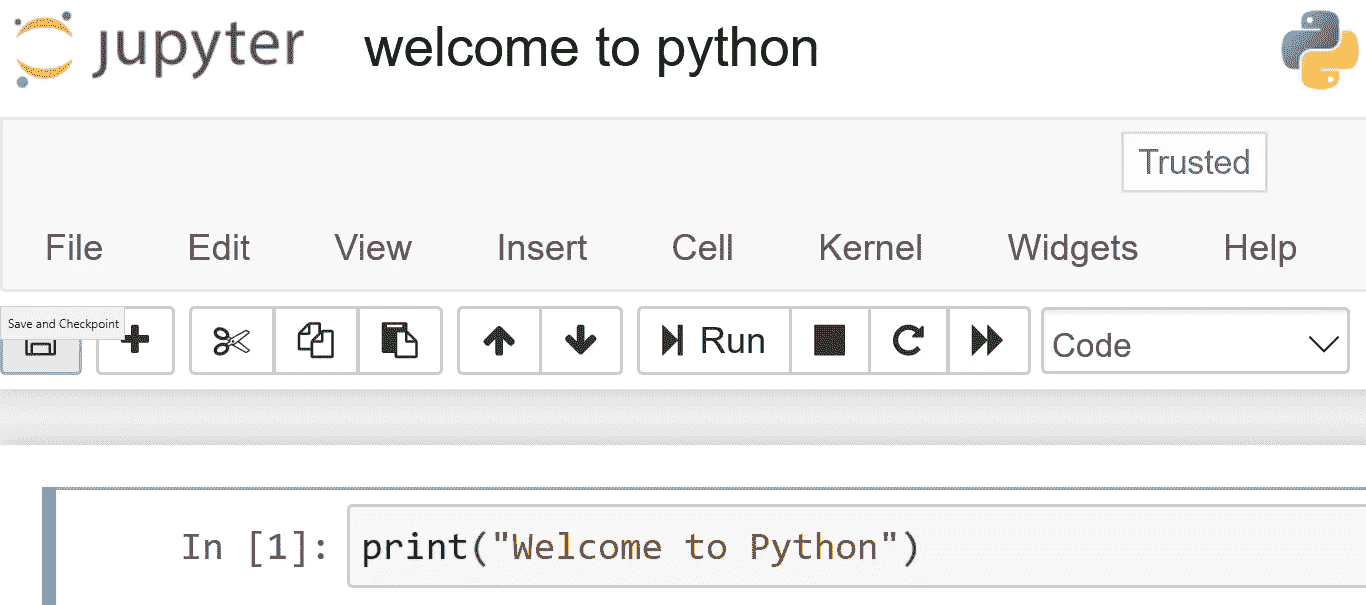 jupyter welcome to python
Trusted
File Edit View Insert Cell Kernel Widgets Help
Save and Checkpoint
Run Code
In [1]: print("Welcome to Python")